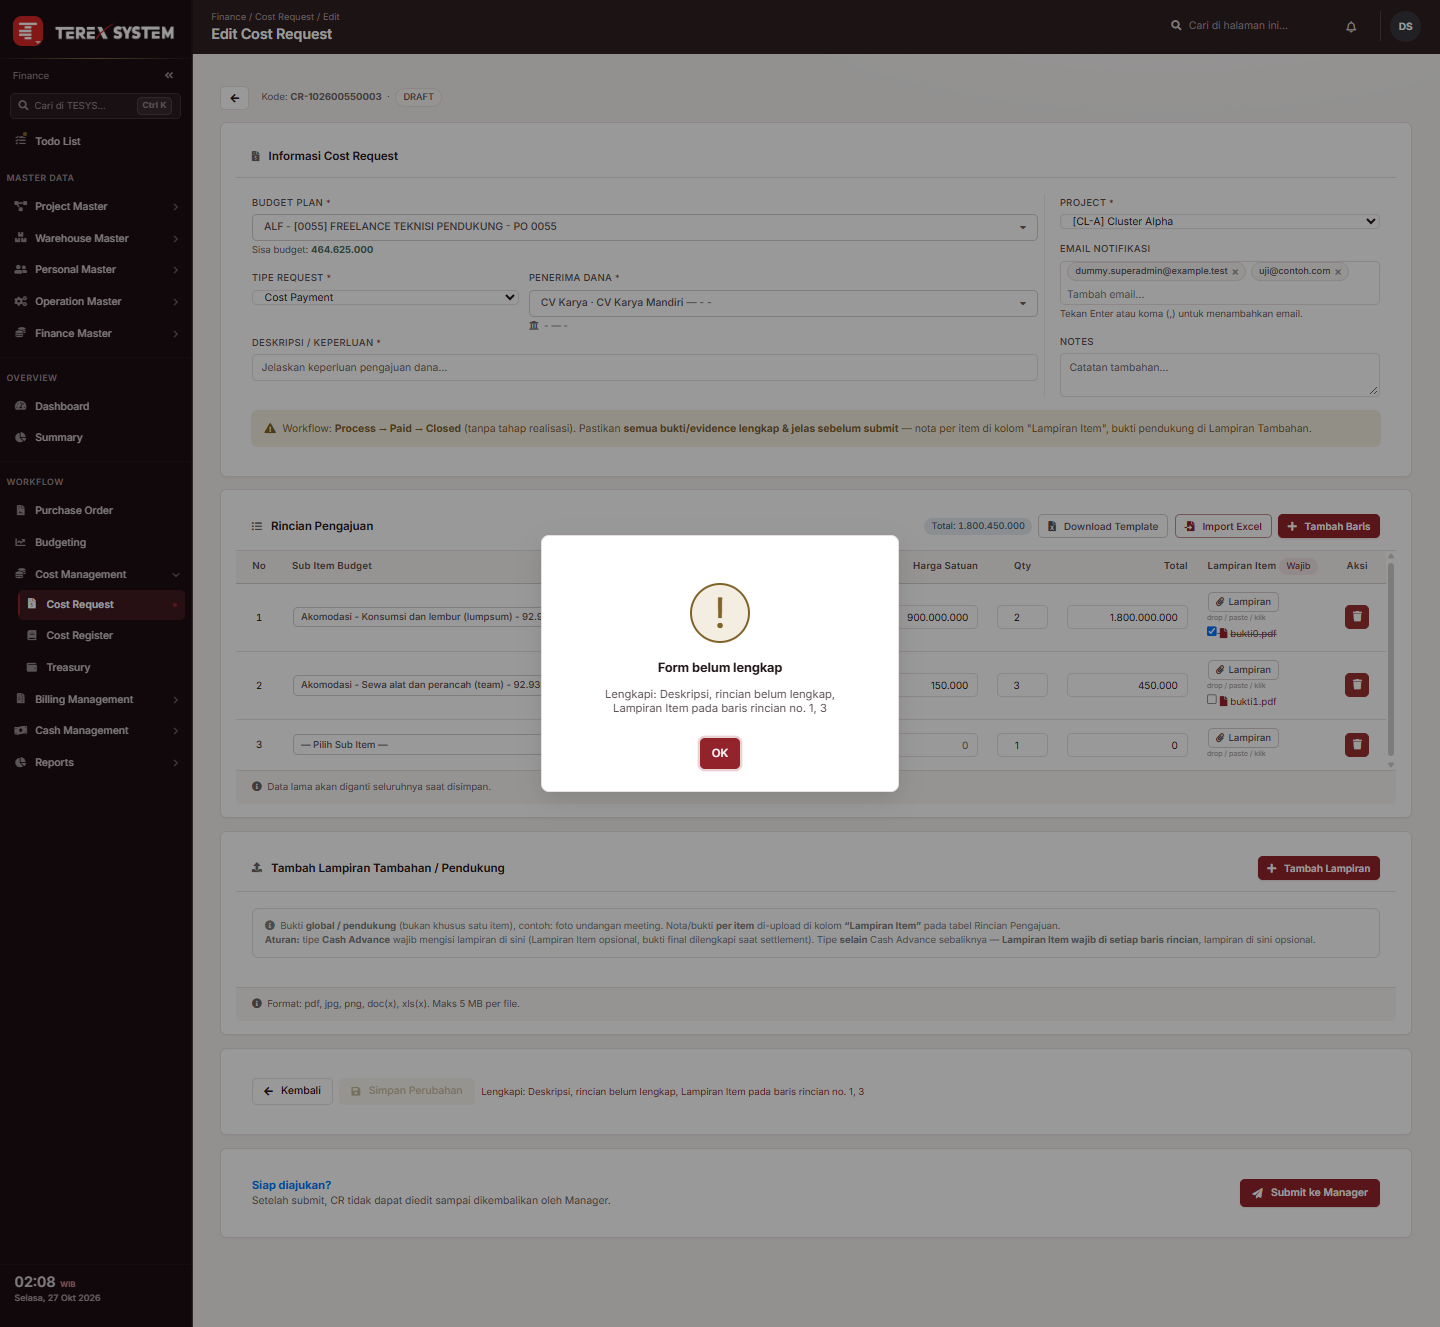 TEREX SYSTEM
Finance
Cari di TESYS...
Ctrl K
Todo List
MASTER DATA
Project Master
Warehouse Master
Personal Master
Operation Master
Finance Master
OVERVIEW
Dashboard
Summary
WORKFLOW
Purchase Order
Budgeting
Cost Management
Cost Request
Cost Register
Treasury
Billing Management
Cash Management
Reports
02:08 WIB
Selasa, 27 Okt 2026
Finance / Cost Request / Edit
Edit Cost Request
Cari di halaman ini...
DS
Kode: CR-102600550003 · DRAFT
Informasi Cost Request
BUDGET PLAN *
ALF - [0055] FREELANCE TEKNISI PENDUKUNG - PO 0055
Sisa budget: 464.625.000
TIPE REQUEST *
Cost Payment
PENERIMA DANA *
CV Karya · CV Karya Mandiri — - -
- — -
DESKRIPSI / KEPERLUAN *
Jelaskan keperluan pengajuan dana...
PROJECT *
[CL-A] Cluster Alpha
EMAIL NOTIFIKASI
dummy.superadmin@example.test ×
uji@contoh.com ×
Tambah email...
Tekan Enter atau koma (,) untuk menambahkan email.
NOTES
Catatan tambahan...
Workflow: Process → Paid → Closed (tanpa tahap realisasi). Pastikan semua bukti/evidence lengkap & jelas sebelum submit — nota per item di kolom "Lampiran Item", bukti pendukung di Lampiran Tambahan.
Rincian Pengajuan
Total: 1.800.450.000
Download Template
Import Excel
Tambah Baris
No Sub Item Budget Harga Satuan Qty Total Lampiran Item Wajib Aksi
1 Akomodasi - Konsumsi dan lembur (lumpsum) - 92.9 900.000.000 2 1.800.000.000 Lampiran
drop / paste / klik
bukti0.pdf
2 Akomodasi - Sewa alat dan perancah (team) - 92.93 150.000 3 450.000 Lampiran
drop / paste / klik
bukti1.pdf
3 — Pilih Sub Item — 0 1 0 Lampiran
drop / paste / klik
Data lama akan diganti seluruhnya saat disimpan.
Form belum lengkap
Lengkapi: Deskripsi, rincian belum lengkap,
Lampiran Item pada baris rincian no. 1, 3
OK
Tambah Lampiran Tambahan / Pendukung
Tambah Lampiran
Bukti global / pendukung (bukan khusus satu item), contoh: foto undangan meeting. Nota/bukti per item di-upload di kolom “Lampiran Item” pada tabel Rincian Pengajuan.
Aturan: tipe Cash Advance wajib mengisi lampiran di sini (Lampiran Item opsional, bukti final dilengkapi saat settlement). Tipe selain Cash Advance sebaliknya — Lampiran Item wajib di setiap baris rincian, lampiran di sini opsional.
Format: pdf, jpg, png, doc(x), xls(x). Maks 5 MB per file.
Kembali
Simpan Perubahan
Lengkapi: Deskripsi, rincian belum lengkap, Lampiran Item pada baris rincian no. 1, 3
Siap diajukan?
Setelah submit, CR tidak dapat diedit sampai dikembalikan oleh Manager.
Submit ke Manager